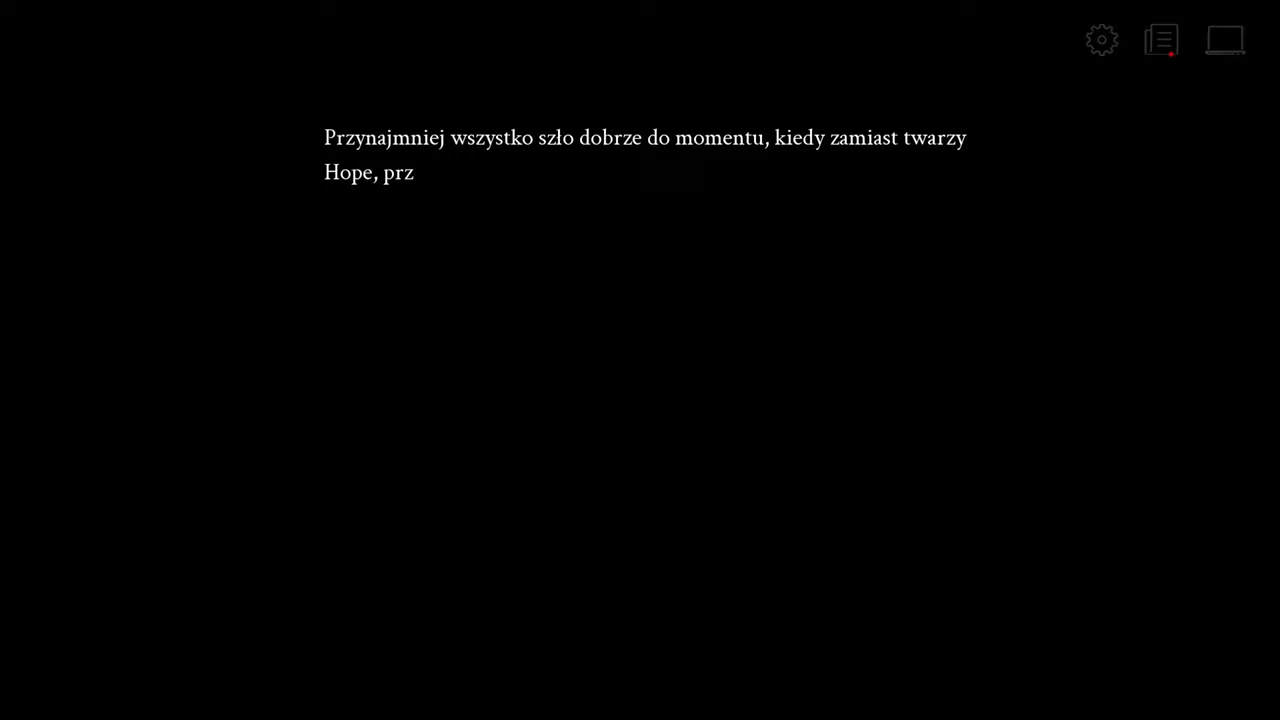 Przynajmniej wszystko szło dobrze do momentu, kiedy zamiast twarzy
Hope, prz